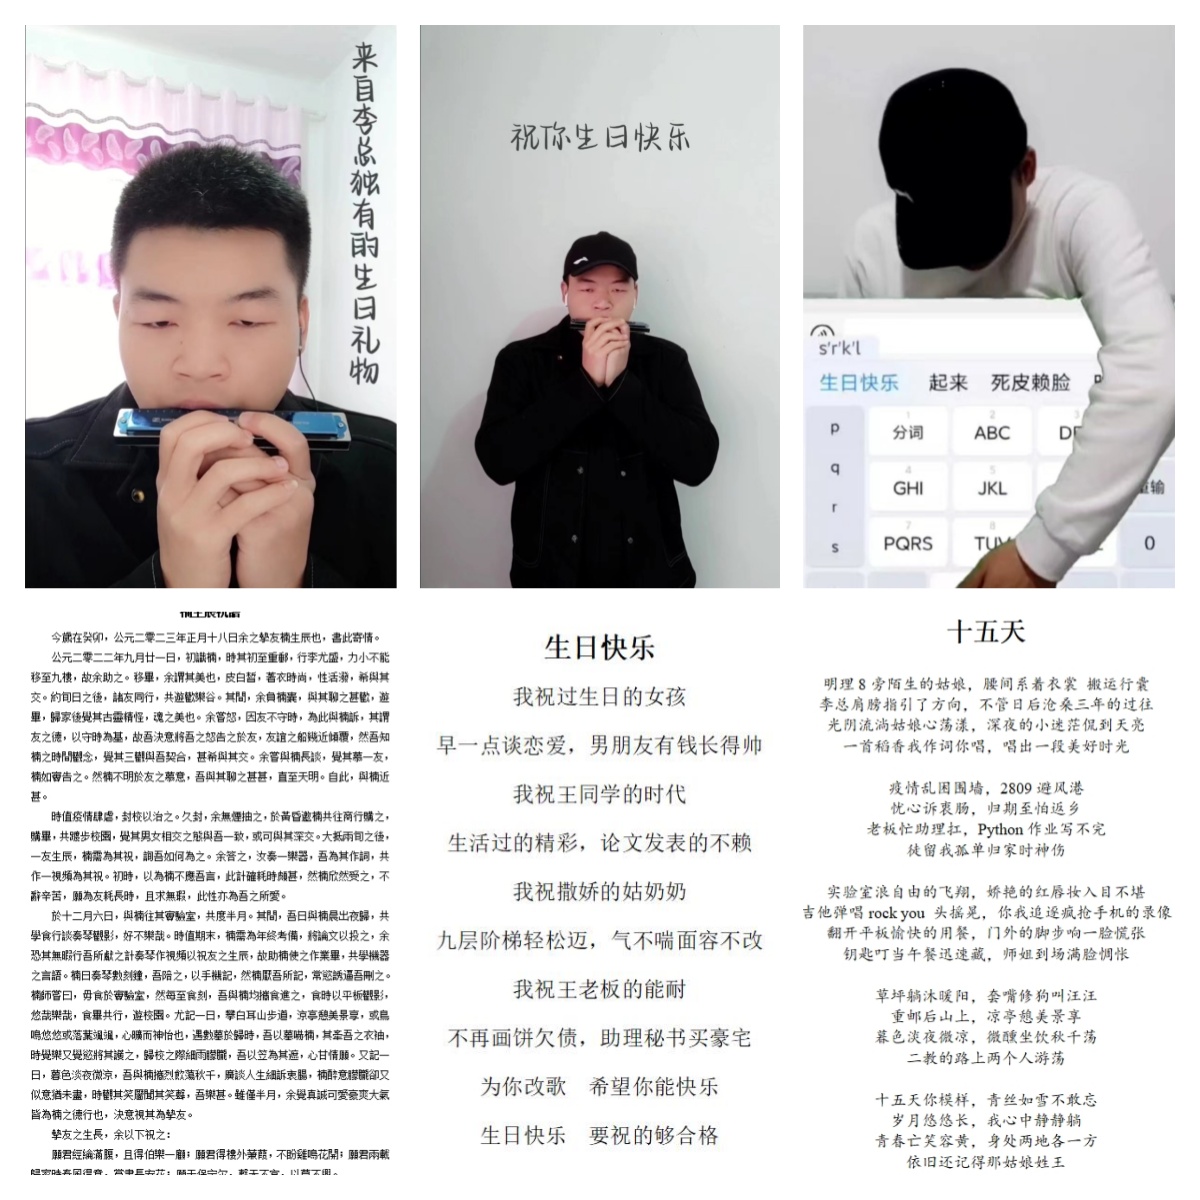 来自李总独有的生日礼物
祝你生日快乐
s'r'k'l
生日快乐 起来 死皮赖脸
p
q
r
s
1
分词
2
ABC
3
4
GHI
5
JKL
7
PQRS
8
0
今歲在癸卯，公元二零二三年正月十八日余之摯友楠生辰也，書此寄情。
公元二零二二年九月廿一日，初識楠，時其初至重郵，行李尤盛，力小不能
移至九樓，故余助之。移畢，余謂其美也，皮白皙，著衣時尚，性活潑，希與其
交。約旬日之後，諸友同行，共遊歡樂谷。其間，余負楠囊，與其聊之甚歡，遊
畢，歸家後覺其古靈精怪，魂之美也。余嘗怒，因友不守時，為此與楠訴，其謂
友之德，以守時為基，故吾決意將吾之怒告之於友，友誼之船幾近傾覆，然吾知
楠之時間觀念，覺其三觀與吾契合，甚希與其交。余嘗與楠長談，覺其慕一友，
楠如實告之。然楠不明於友之慕意，吾與其聊之甚甚，直至天明。自此，與楠近
甚。
時值疫情肆虐，封校以治之。久封，余無煙抽之，於黃昏邀楠共往商行購之，
購畢，共踱步校園，覺其男女相交之態與吾一致，或可與其深交。大抵兩旬之後，
一友生辰，楠需為其祝，詢吾如何為之。余答之，汝奏一樂器，吾為其作詞，共
作一視頻為其祝。初時，以為楠不應吾言，此計確耗時頗甚，然楠欣然受之，不
辭辛苦，願為友耗長時，且求無瑕，此性亦為吾之所愛。
於十二月六日，與楠往其實驗室，共度半月。其間，吾日與楠晨出夜歸，共
學食行談奏琴觀影，好不樂哉。時值期末，楠需為年終考備，將論文以投之，余
恐其無暇行吾所獻之計奏琴作視頻以祝友之生辰，故助楠使之作業畢，共學機器
之言語。楠日奏琴數刻鐘，吾陪之，以手機記，然楠厭吾所記，常慾誘逼吾刪之。
楠師嘗曰，毋食於實驗室，然每至食刻，吾與楠均攜食進之，食時以平板觀影，
悠哉樂哉，食畢共行，遊校園。尤記一日，攀白耳山步道，涼亭憩美景享，或鳥
鳴悠悠或落葉颯颯，心曠而神怡也，遇數墓於歸時，吾以墓嚇楠，其牽吾之衣袖，
時覺樂又覺慾將其護之，歸校之際細雨朦朧，吾以笠為其遮，心甘情願。又記一
日，暮色淡夜微涼，吾與楠攜烈飲蕩秋千，廣談人生細訴衷腸，楠醉意朦朧卻又
似意猶未盡，時觀其笑靨聞其笑聲，吾樂甚。雖僅半月，余覺真誠可愛豪爽大氣
皆為楠之德行也，決意視其為摯友。
摯友之生長，余以下祝之：
願君經綸滿腹，且得伯樂一顧；願君得樓外蒹葭，不盼鐘鳴花開；願君兩載
生日快乐
我祝过生日的女孩
早一点谈恋爱，男朋友有钱长得帅
我祝王同学的时代
生活过的精彩，论文发表的不赖
我祝撒娇的姑奶奶
九层阶梯轻松迈，气不喘面容不改
我祝王老板的能耐
不再画饼欠债，助理秘书买豪宅
为你改歌 希望你能快乐
生日快乐 要祝的够合格
十五天
明理 8 旁陌生的姑娘，腰间系着衣裳 搬运行囊
李总肩膀指引了方向，不管日后沧桑三年的过往
光阴流淌姑娘心荡漾，深夜的小迷茫侃到天亮
一首稻香我作词你唱，唱出一段美好时光
疫情乱困围墙，2809 避风港
忧心诉衷肠，归期至怕返乡
老板忙助理扛，Python 作业写不完
徒留我孤单归家时神伤
实验室浪自由的飞翔，娇艳的红唇妆入目不堪
吉他弹唱 rock you 头摇晃，你我追逐疯抢手机的录像
翻开平板愉快的用餐，门外的脚步响一脸慌张
钥匙叮当午餐迅速藏，师姐到场满脸惆怅
草坪躺沐暖阳，套嘴修狗叫汪汪
重邮后山上，凉亭憩美景享
暮色淡夜微凉，微醺坐饮秋千荡
二教的路上两个人游荡
十五天你模样，青丝如雪不敢忘
岁月悠悠长，我心中静静躺
青春亡笑容黄，身处两地各一方
依旧还记得那姑娘姓王